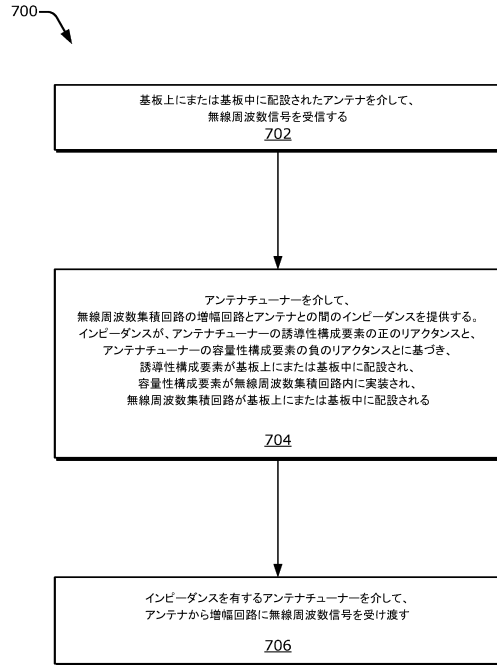 700
基板上にまたは基板中に配設されたアンテナを介して、
無線周波数信号を受信する
702
アンテナチューナーを介して、
無線周波数集積回路の増幅回路とアンテナとの間のインピーダンスを提供する。
インピーダンスが、アンテナチューナーの誘導性構成要素の正のリアクタンスと、
アンテナチューナーの容量性構成要素の負のリアクタンスとに基づき、
誘導性構成要素が基板上にまたは基板中に配設され、
容量性構成要素が無線周波数集積回路内に実装され、
無線周波数集積回路が基板上にまたは基板中に配設される
704
インピーダンスを有するアンテナチューナーを介して、
アンテナから増幅回路に無線周波数信号を受け渡す
706